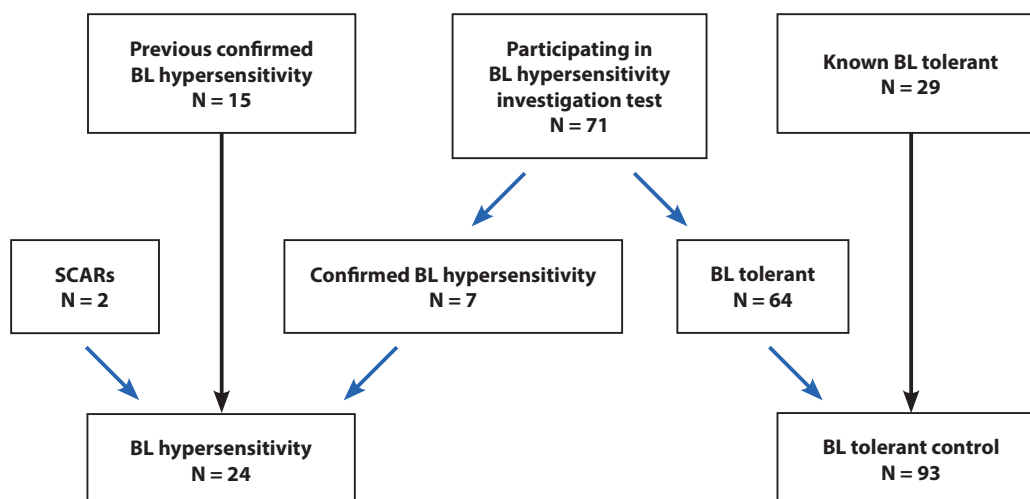 Previous confirmed
BL hypersensitivity
N = 15
Participating in
BL hypersensitivity
investigation test
N = 71
Known BL tolerant
N = 29
SCARs
N = 2
Confirmed BL hypersensitivity
N = 7
BL tolerant
N = 64
BL hypersensitivity
N = 24
BL tolerant control
N = 93